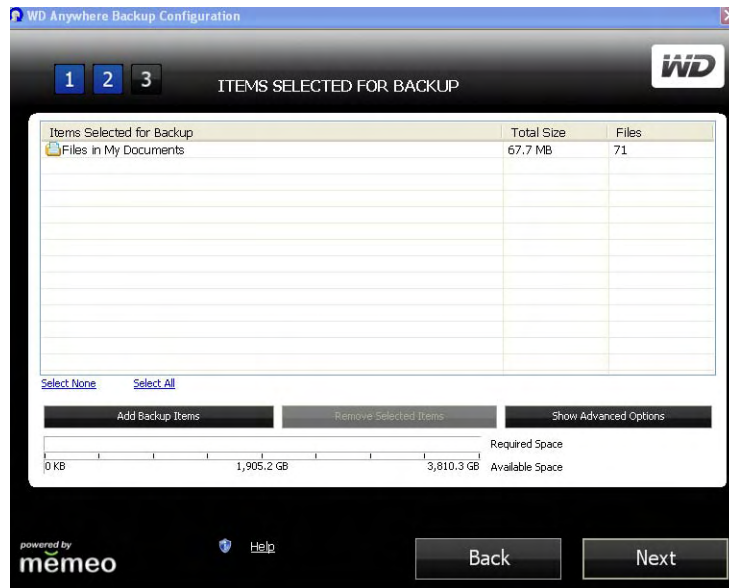 WD Anywhere Backup Configuration
1 2 3 ITEMS SELECTED FOR BACKUP WD
Items Selected for Backup Total Size Files
Files in My Documents 67.7 MB 71
Select None Select All
Add Backup Items Remove Selected Items Show Advanced Options
Required Space
0 KB 1,905.2 GB 3,810.3 GB Available Space
powered by
memeo Help Back Next